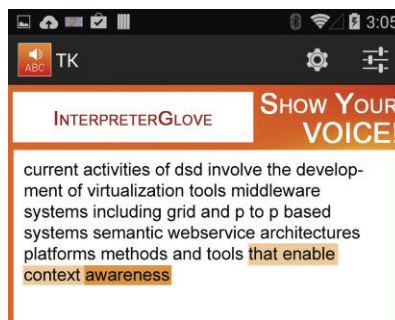 3:05
ABC
TK
INTERPRETERGLOVE
SHOW YOUR
VOICE!
current activities of dsd involve the develop-
ment of virtualization tools middleware
systems including grid and p to p based
systems semantic webservice architectures
platforms methods and tools that enable
context awareness